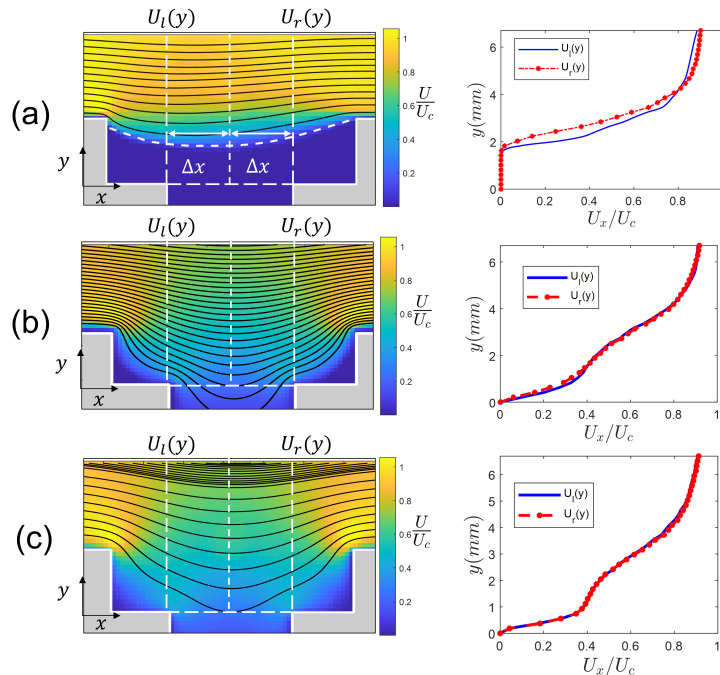 (a)
U_l(y) U_r(y)
1
0.8
0.6
0.4
0.2
U/U_c
Δx Δx
y
x
6
4
2
0
0 0.2 0.4 0.6 0.8
y(mm)
U_x/U_c
U_l(y)
U_r(y)
(b)
U_l(y) U_r(y)
1
0.8
0.6
0.4
0.2
U/U_c
y
x
6
4
2
0
0 0.2 0.4 0.6 0.8 1
y(mm)
U_x/U_c
U_l(y)
U_r(y)
(c)
U_l(y) U_r(y)
1
0.8
0.6
0.4
0.2
U/U_c
y
x
6
5
4
3
2
1
0
0 0.2 0.4 0.6 0.8 1
y(mm)
U_x/U_c
U_l(y)
U_r(y)